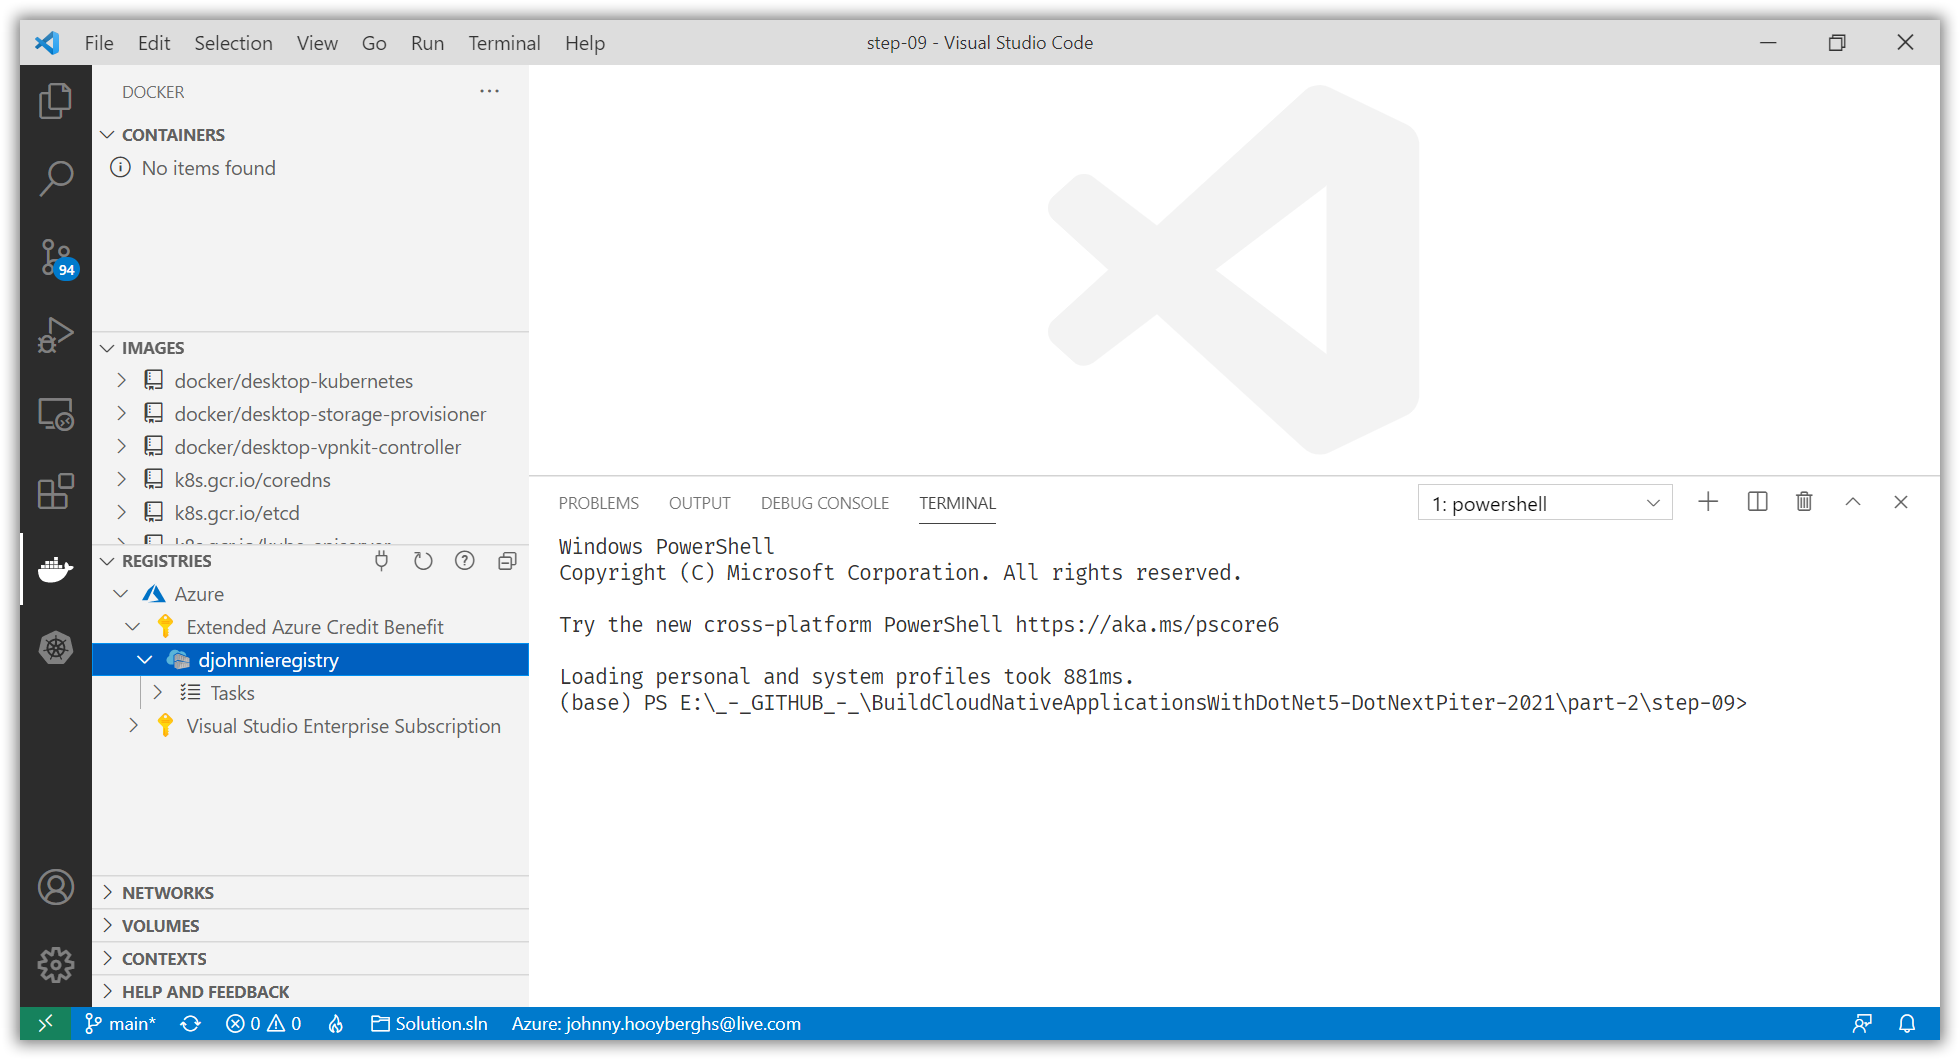 File Edit Selection View Go Run Terminal Help
step-09 - Visual Studio Code
DOCKER
CONTAINERS
No items found
94
IMAGES
docker/desktop-kubernetes
docker/desktop-storage-provisioner
docker/desktop-vpnkit-controller
k8s.gcr.io/coredns
k8s.gcr.io/etcd
k8s.gcr.io/kube-apiserver
REGISTRIES
Azure
Extended Azure Credit Benefit
djohnnieregistry
Tasks
Visual Studio Enterprise Subscription
NETWORKS
VOLUMES
CONTEXTS
HELP AND FEEDBACK
PROBLEMS OUTPUT DEBUG CONSOLE TERMINAL
1: powershell
Windows PowerShell
Copyright (C) Microsoft Corporation. All rights reserved.
Try the new cross-platform PowerShell https://aka.ms/pscore6
Loading personal and system profiles took 881ms.
(base) PS E:\_-_GITHUB_-_\BuildCloudNativeApplicationsWithDotNet5-DotNextPiter-2021\part-2\step-09>
main* 0 0 Solution.sln Azure: johnny.hooyberghs@live.com